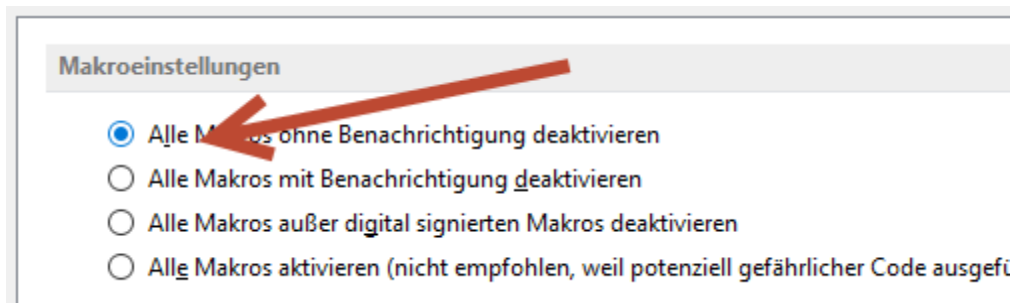 Makroeinstellungen
Alle Makros ohne Benachrichtigung deaktivieren
Alle Makros mit Benachrichtigung deaktivieren
Alle Makros außer digital signierten Makros deaktivieren
Alle Makros aktivieren (nicht empfohlen, weil potenziell gefährlicher Code ausgefü